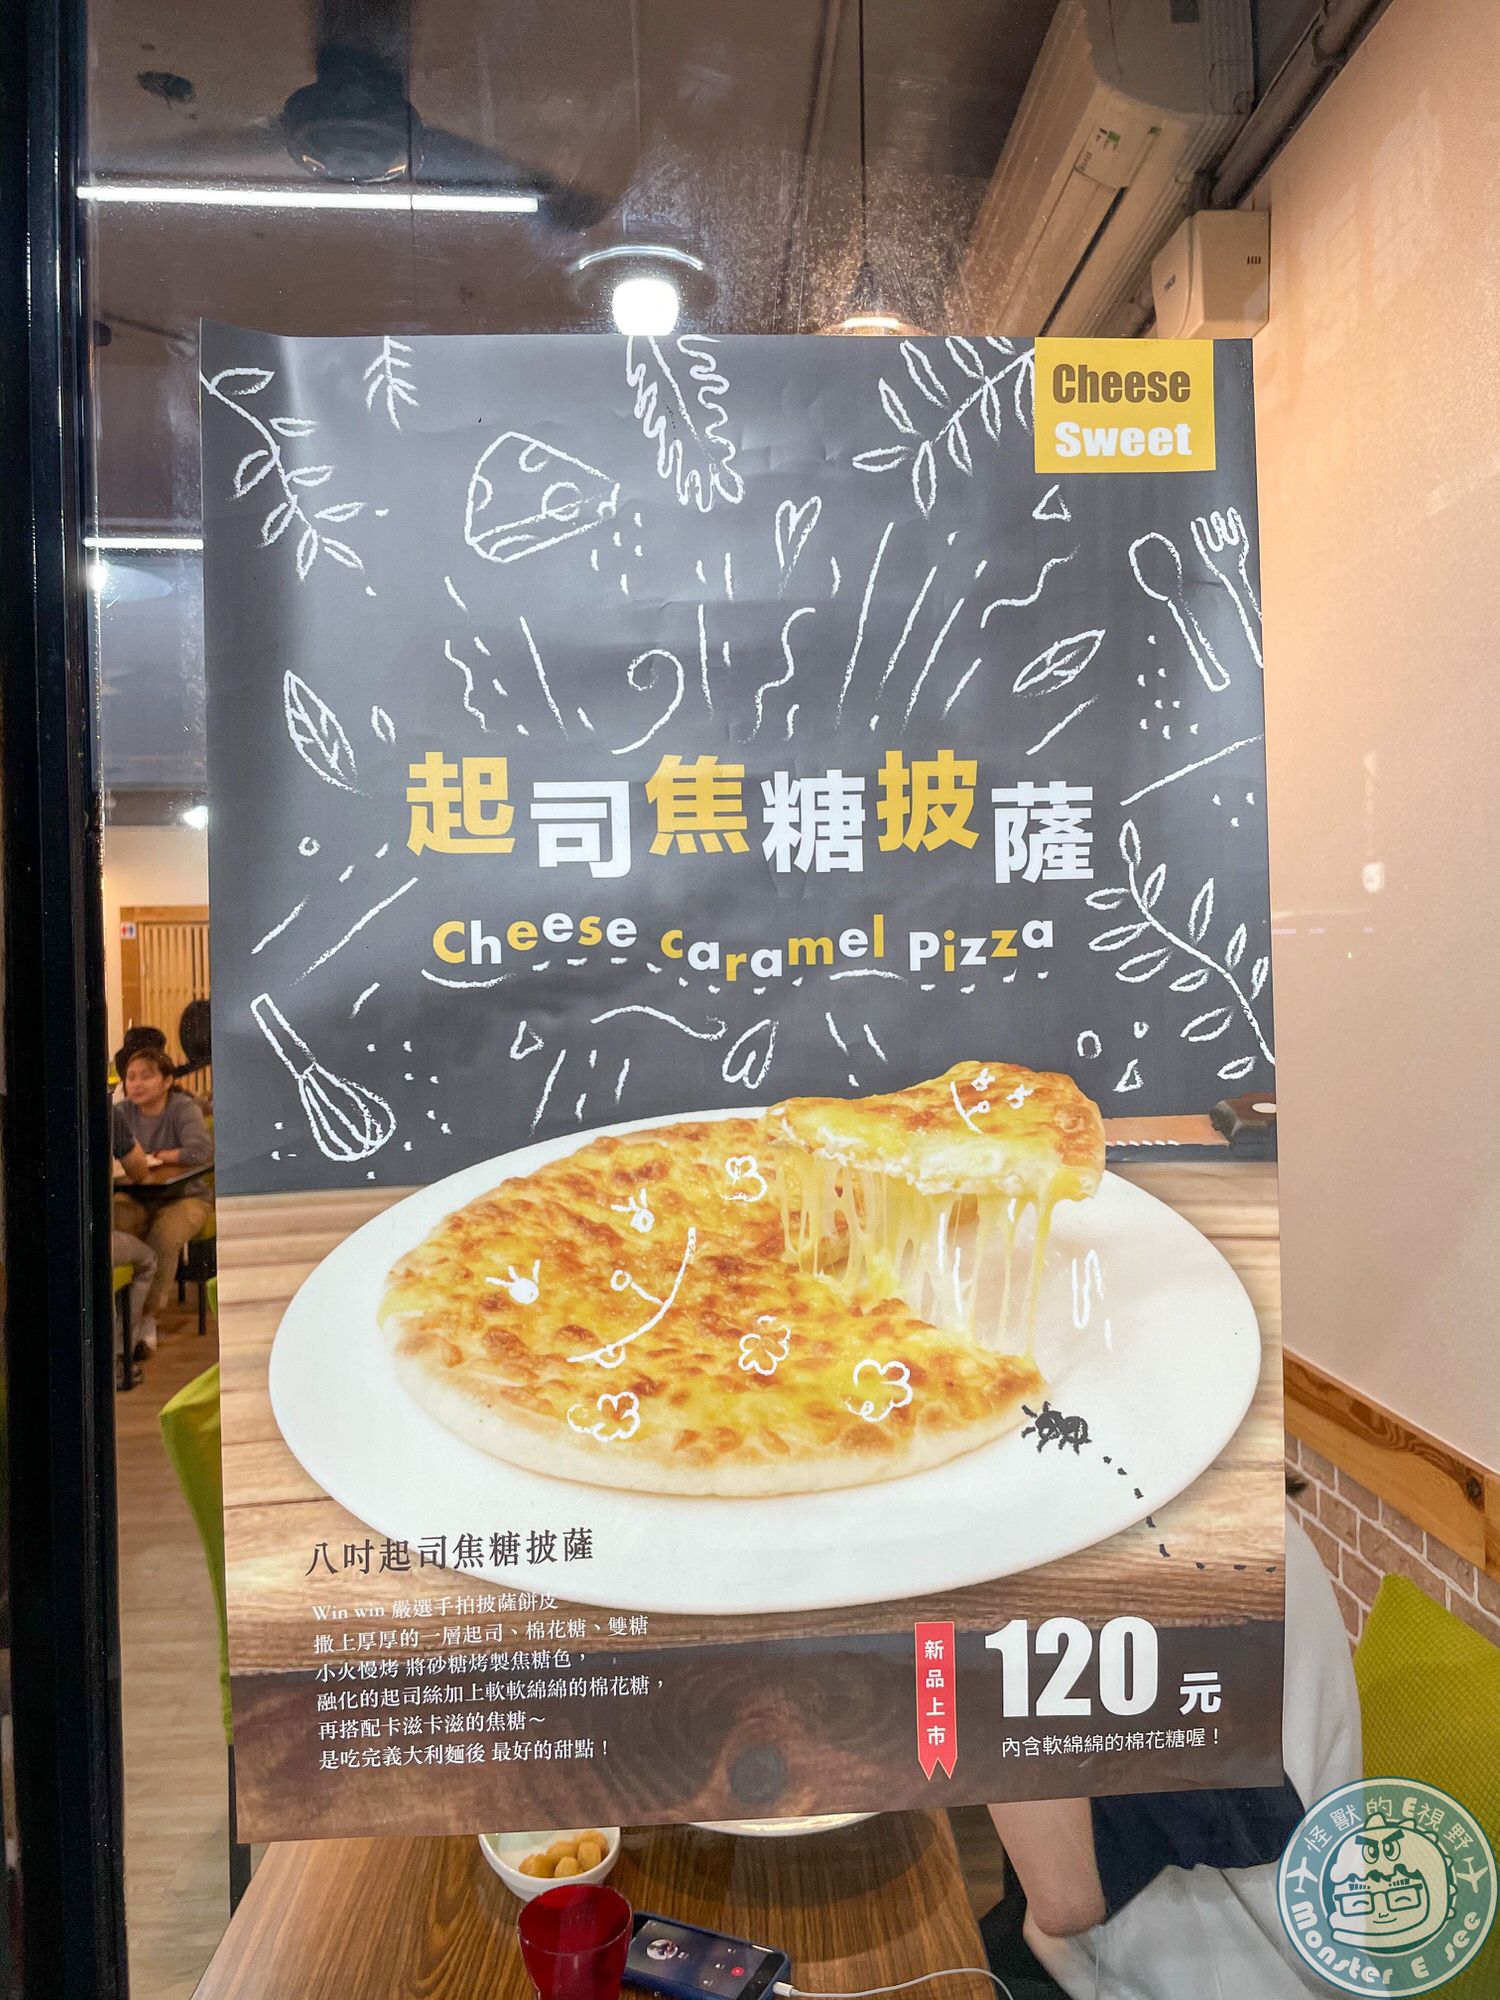 Cheese
Sweet
起司焦糖披薩
Cheese caramel Pizza
八吋起司焦糖披薩
Win win 嚴選手拍披薩餅皮
撒上厚厚的一層起司、棉花糖、雙糖
小火慢烤 將砂糖烤製焦糖色，
融化的起司絲加上軟軟綿綿的棉花糖，
再搭配卡滋卡滋的焦糖～
是吃完義大利麵後 最好的甜點！
新品上市
120元
內含軟綿綿的棉花糖喔！
怪獸的E視野
Monster E see